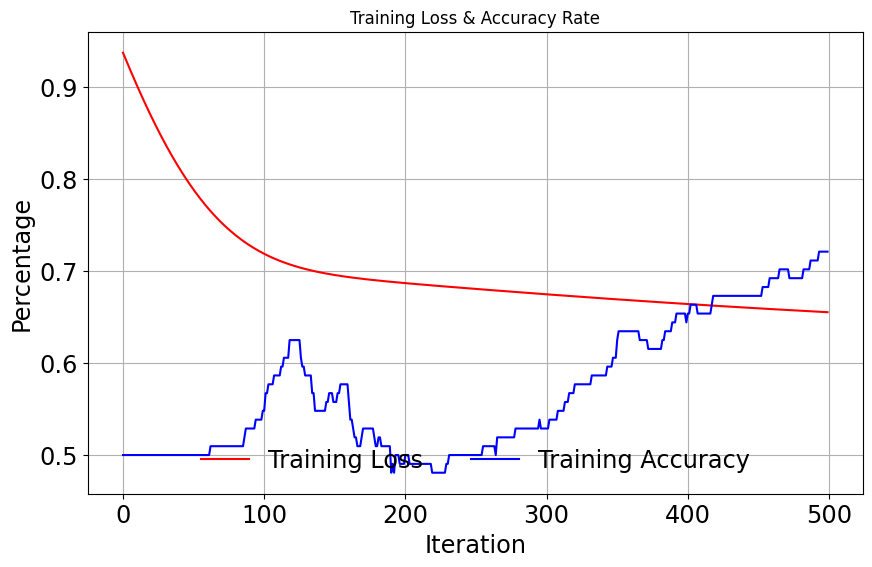 Training Loss & Accuracy Rate
Percentage
0.9
0.8
0.7
0.6
0.5
Training Loss Training Accuracy
0 100 200 300 400 500
Iteration